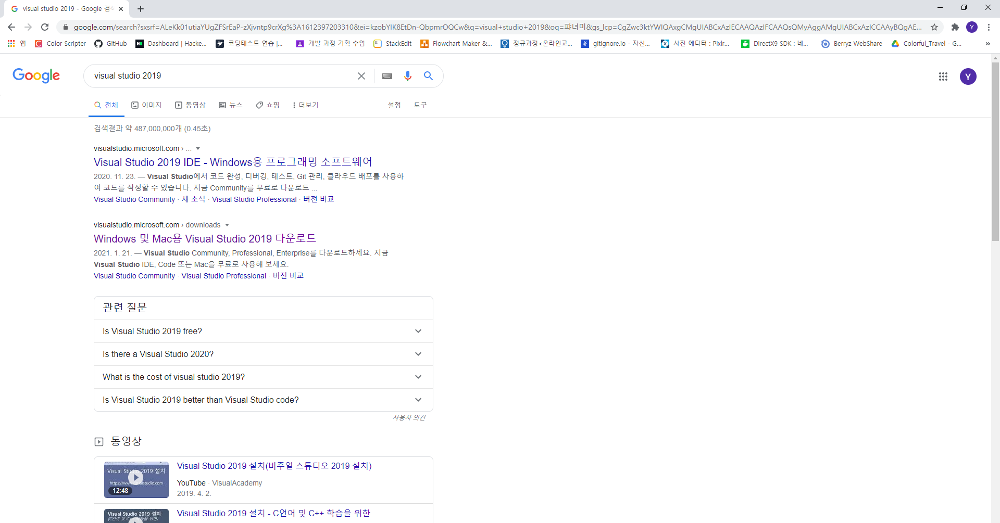 visual studio 2019 - Google 검색
google.com/search?sxsrf=ALeKk01utiaYUgZFSrEaP-zXjvntp9crXg%3A1612397203310&ei=kzobYIK8EtDn-QbpmrOQCw&q=visual+studio+2019&oq=퍄녀미&gs_lcp=CgZwc3ktYWIQAxgCMgUIABCxAzIECAAQAzIFCAAQsQMyAggAMgUIABCxAzICCAAyBQgAE...
앱 Color Scripter GitHub Dashboard | Hacke... 코딩테스트 연습 |... 개발 과정 기획 수업 StackEdit Flowchart Maker &... 정규과정<온라인교... gitignore.io - 자신... 사진 에디터 : Pixlr... DirectX9 SDK : 네... Berryz WebShare Colorful_Travel - G... »
Google visual studio 2019 Y
전체 이미지 동영상 뉴스 쇼핑 더보기 설정 도구
검색결과 약 487,000,000개 (0.45초)
visualstudio.microsoft.com › ...
Visual Studio 2019 IDE - Windows용 프로그래밍 소프트웨어
2020. 11. 23. — Visual Studio에서 코드 완성, 디버깅, 테스트, Git 관리, 클라우드 배포를 사용하
여 코드를 작성할 수 있습니다. 지금 Community를 무료로 다운로드 ...
Visual Studio Community · 새 소식 · Visual Studio Professional · 버전 비교
visualstudio.microsoft.com › downloads
Windows 및 Mac용 Visual Studio 2019 다운로드
2021. 1. 21. — Visual Studio Community, Professional, Enterprise를 다운로드하세요. 지금
Visual Studio IDE, Code 또는 Mac을 무료로 사용해 보세요.
Visual Studio Community · Visual Studio Professional · 버전 비교
관련 질문
Is Visual Studio 2019 free?
Is there a Visual Studio 2020?
What is the cost of visual studio 2019?
Is Visual Studio 2019 better than Visual Studio code?
사용자 의견
동영상
Visual Studio 2019 설치
https://www.visualstudio.com
12:48
Visual Studio 2019 설치(비주얼 스튜디오 2019 설치)
YouTube · VisualAcademy
2019. 4. 2.
Visual Studio 2019 설치
(C언어 및 C++ 학습을 위한)
Visual Studio 2019 설치 - C언어 및 C++ 학습을 위한